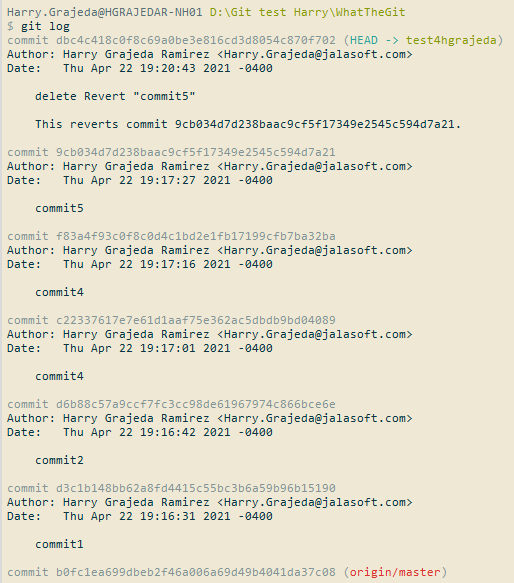 Harry.Grajeda@HGRAJEDAR-NH01 D:\Git test Harry\WhatTheGit
$ git log
commit dbc4c418c0f8c69a0be3e816cd3d8054c870f702 (HEAD -> test4hgrajeda)
Author: Harry Grajeda Ramirez <Harry.Grajeda@jalasoft.com>
Date:   Thu Apr 22 19:20:43 2021 -0400
delete Revert "commit5"
This reverts commit 9cb034d7d238baac9cf5f17349e2545c594d7a21.
commit 9cb034d7d238baac9cf5f17349e2545c594d7a21
Author: Harry Grajeda Ramirez <Harry.Grajeda@jalasoft.com>
Date:   Thu Apr 22 19:17:27 2021 -0400
commit5
commit f83a4f93c0f8c0d4c1bd2e1fb17199cfb7ba32ba
Author: Harry Grajeda Ramirez <Harry.Grajeda@jalasoft.com>
Date:   Thu Apr 22 19:17:16 2021 -0400
commit4
commit c22337617e7e61d1aaf75e362ac5dbdb9bd04089
Author: Harry Grajeda Ramirez <Harry.Grajeda@jalasoft.com>
Date:   Thu Apr 22 19:17:01 2021 -0400
commit4
commit d6b88c57a9ccf7fc3cc98de61967974c866bce6e
Author: Harry Grajeda Ramirez <Harry.Grajeda@jalasoft.com>
Date:   Thu Apr 22 19:16:42 2021 -0400
commit2
commit d3c1b148bb62a8fd4415c55bc3b6a59b96b15190
Author: Harry Grajeda Ramirez <Harry.Grajeda@jalasoft.com>
Date:   Thu Apr 22 19:16:31 2021 -0400
commit1
commit b0fc1ea699dbeb2f46a006a69d49b4041da37c08 (origin/master)